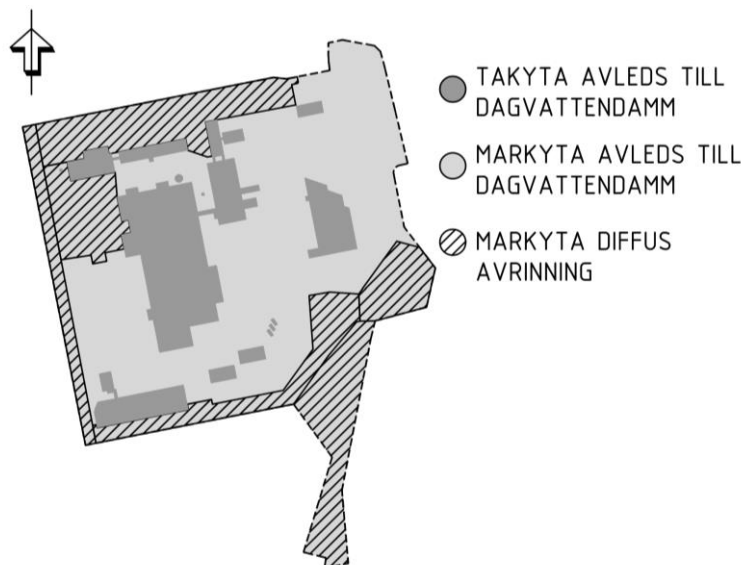 TAKYTA AVLEDS TILL
DAGVATTENDAMM
MARKYTA AVLEDS TILL
DAGVATTENDAMM
MARKYTA DIFFUS
AVRINNING